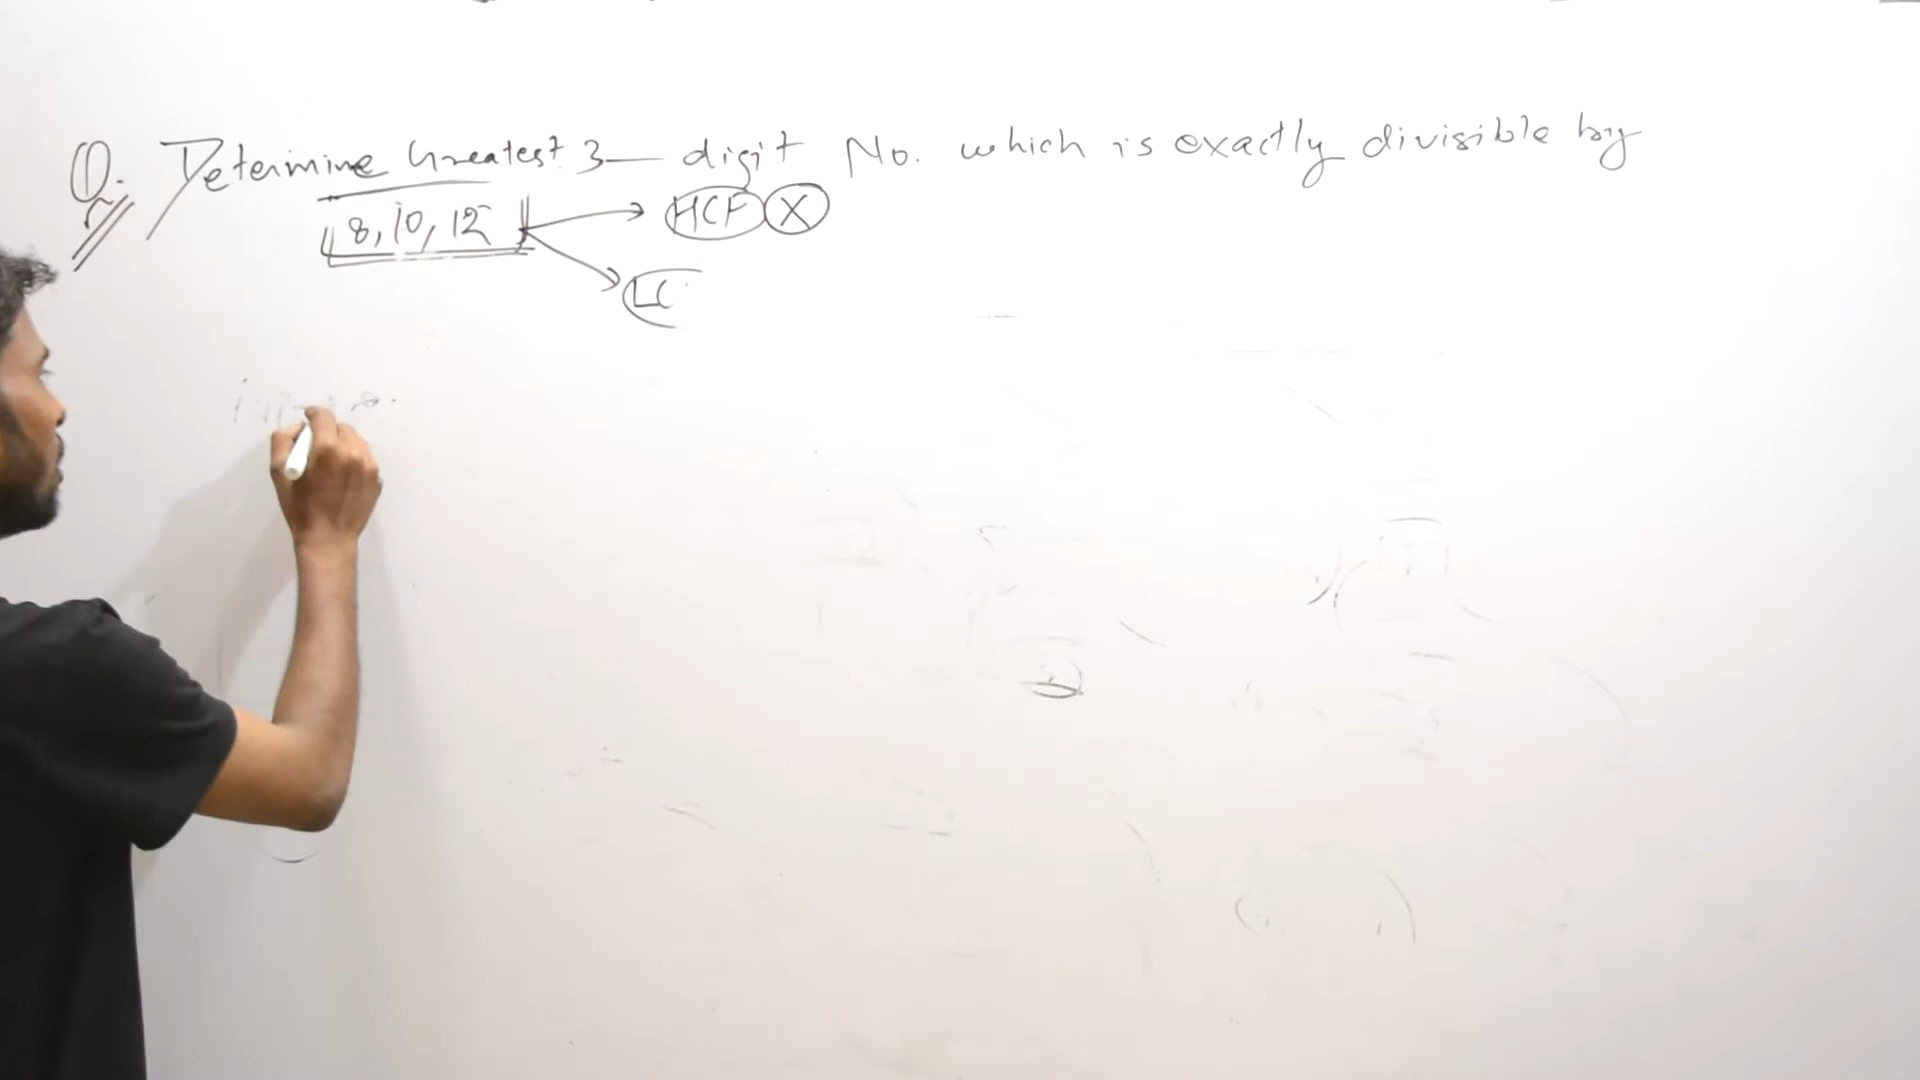 Q. Determine Greatest 3-digit No. which is exactly divisible by
8, 10, 12 HCF X
LC